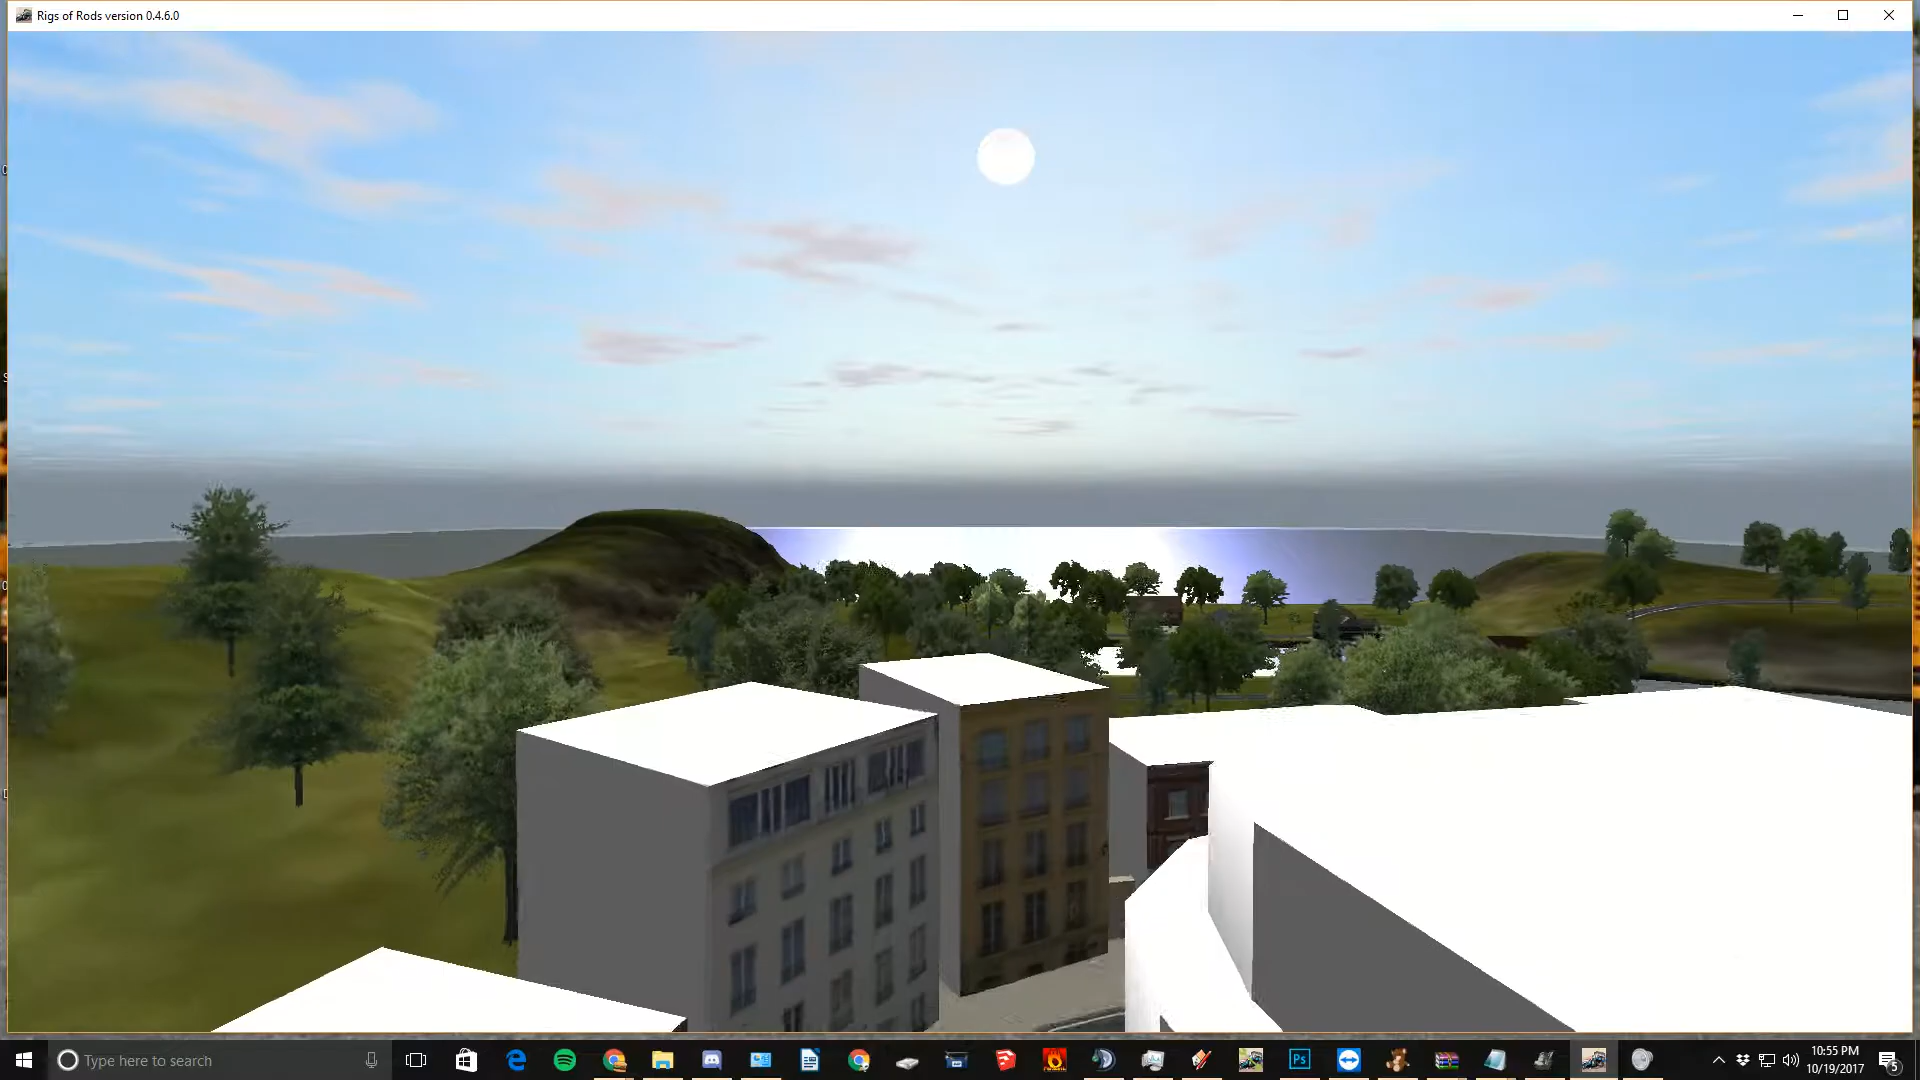 Rigs of Rods version 0.4.6.0
Type here to search
Ps
10:55 PM
10/19/2017
5